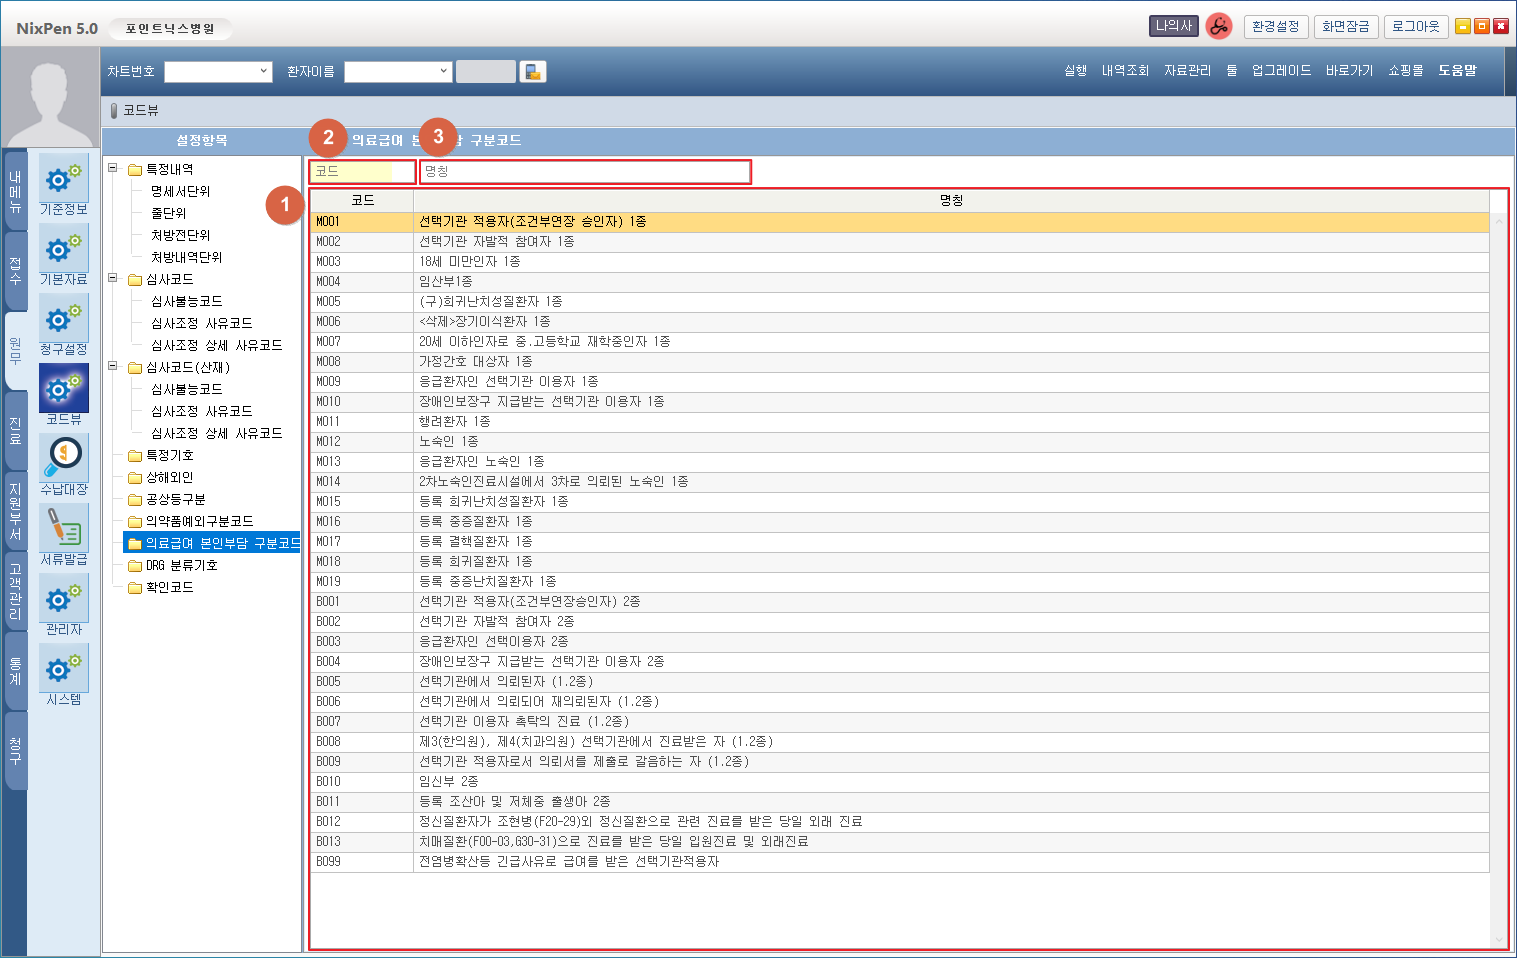 NixPen 5.0 포인트닉스병원 나의사 환경설정 화면잠금 로그아웃
차트번호 환자이름 실행 내역조회 자료관리 툴 업그레이드 바로가기 쇼핑몰 도움말
코드뷰
내메뉴
접수
원무
진료
지원부서
고객관리
통계
청구
기준정보
기본자료
청구설정
코드뷰
수납대장
서류발급
관리자
시스템
설정항목
특정내역
명세서단위
줄단위
처방전단위
처방내역단위
심사코드
심사불능코드
심사조정 사유코드
심사조정 상세 사유코드
심사코드(산재)
심사불능코드
심사조정 사유코드
심사조정 상세 사유코드
특정기호
상해외인
공상등구분
의약품예외구분코드
의료급여 본인부담 구분코드
DRG 분류기호
확인코드
2 의료급여 본 3 담 구분코드
코드 명칭
1
코드 명칭
M001 선택기관 적용자(조건부연장 승인자) 1종
M002 선택기관 자발적 참여자 1종
M003 18세 미만인자 1종
M004 임산부1종
M005 (구)희귀난치성질환자 1종
M006 <삭제>장기이식환자 1종
M007 20세 이하인자로 중.고등학교 재학중인자 1종
M008 가정간호 대상자 1종
M009 응급환자인 선택기관 이용자 1종
M010 장애인보장구 지급받는 선택기관 이용자 1종
M011 행려환자 1종
M012 노숙인 1종
M013 응급환자인 노숙인 1종
M014 2차노숙인진료시설에서 3차로 의뢰된 노숙인 1종
M015 등록 희귀난치성질환자 1종
M016 등록 중증질환자 1종
M017 등록 결핵질환자 1종
M018 등록 희귀질환자 1종
M019 등록 중증난치질환자 1종
B001 선택기관 적용자(조건부연장승인자) 2종
B002 선택기관 자발적 참여자 2종
B003 응급환자인 선택이용자 2종
B004 장애인보장구 지급받는 선택기관 이용자 2종
B005 선택기관에서 의뢰된자 (1.2종)
B006 선택기관에서 의뢰되어 재의뢰된자 (1.2종)
B007 선택기관 이용자 촉탁의 진료 (1.2종)
B008 제3(한의원), 제4(치과의원) 선택기관에서 진료받은 자 (1.2종)
B009 선택기관 적용자로서 의뢰서를 제출로 갈음하는 자 (1.2종)
B010 임신부 2종
B011 등록 조산아 및 저체중 출생아 2종
B012 정신질환자가 조현병(F20-29)외 정신질환으로 관련 진료를 받은 당일 외래 진료
B013 치매질환(F00-03,G30-31)으로 진료를 받은 당일 입원진료 및 외래진료
B099 전염병확산등 긴급사유로 급여를 받은 선택기관적용자